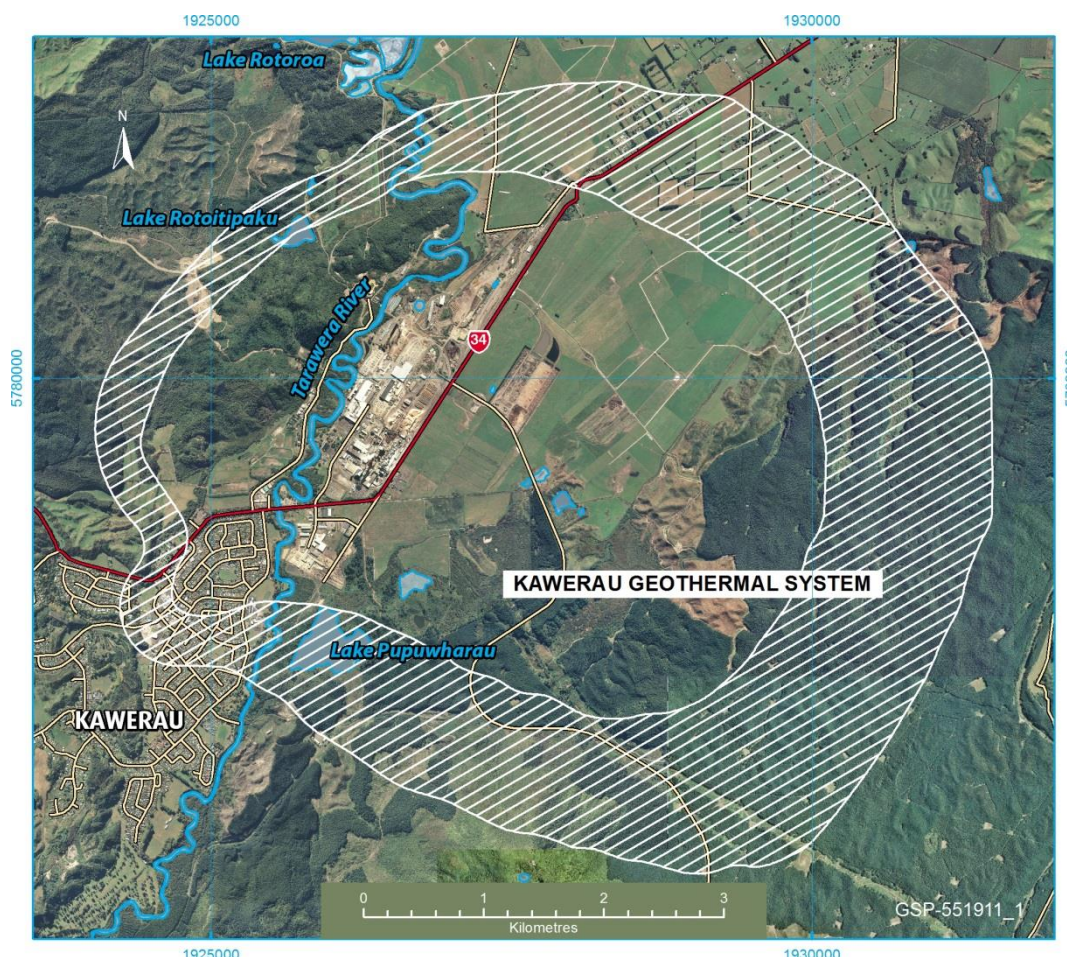 1925000
1930000
Lake Rotoroa
N
Lake Rotoitipaku
Tarawera River
34
5780000
KAWERAU GEOTHERMAL SYSTEM
Lake Pupuwharau
KAWERAU
0
1
2
3
Kilometres
GSP-551911_1
1925000
1930000